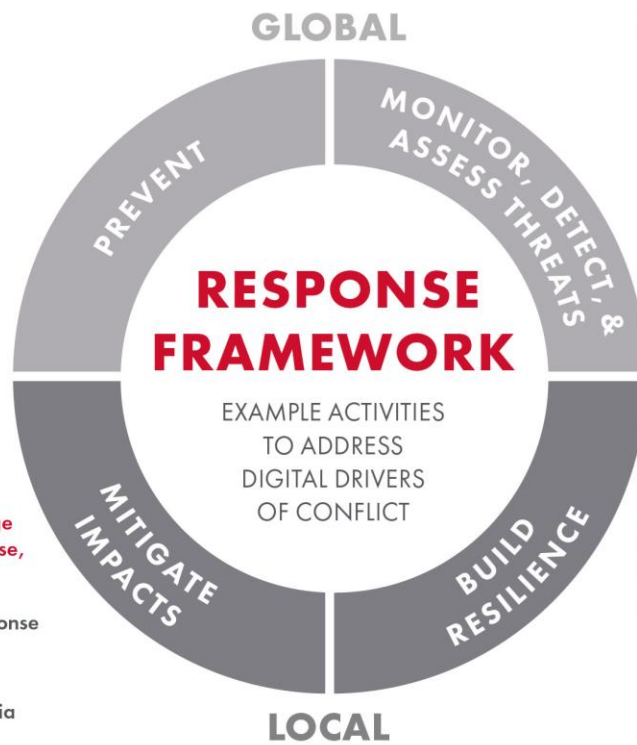 GLOBAL
PREVENT
MONITOR, DETECT, &
ASSESS THREATS
RESPONSE
FRAMEWORK
EXAMPLE ACTIVITIES
TO ADDRESS
DIGITAL DRIVERS
OF CONFLICT
MITIGATE
IMPACTS
BUILD
RESILIENCE
LOCAL